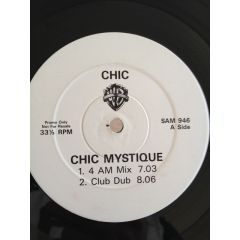 CHIC
Promo Only
Not For Resale
33⅓ RPM
SAM 946
A Side
CHIC MYSTIQUE
1. 4 AM Mix 7.03
2. Club Dub 8.06